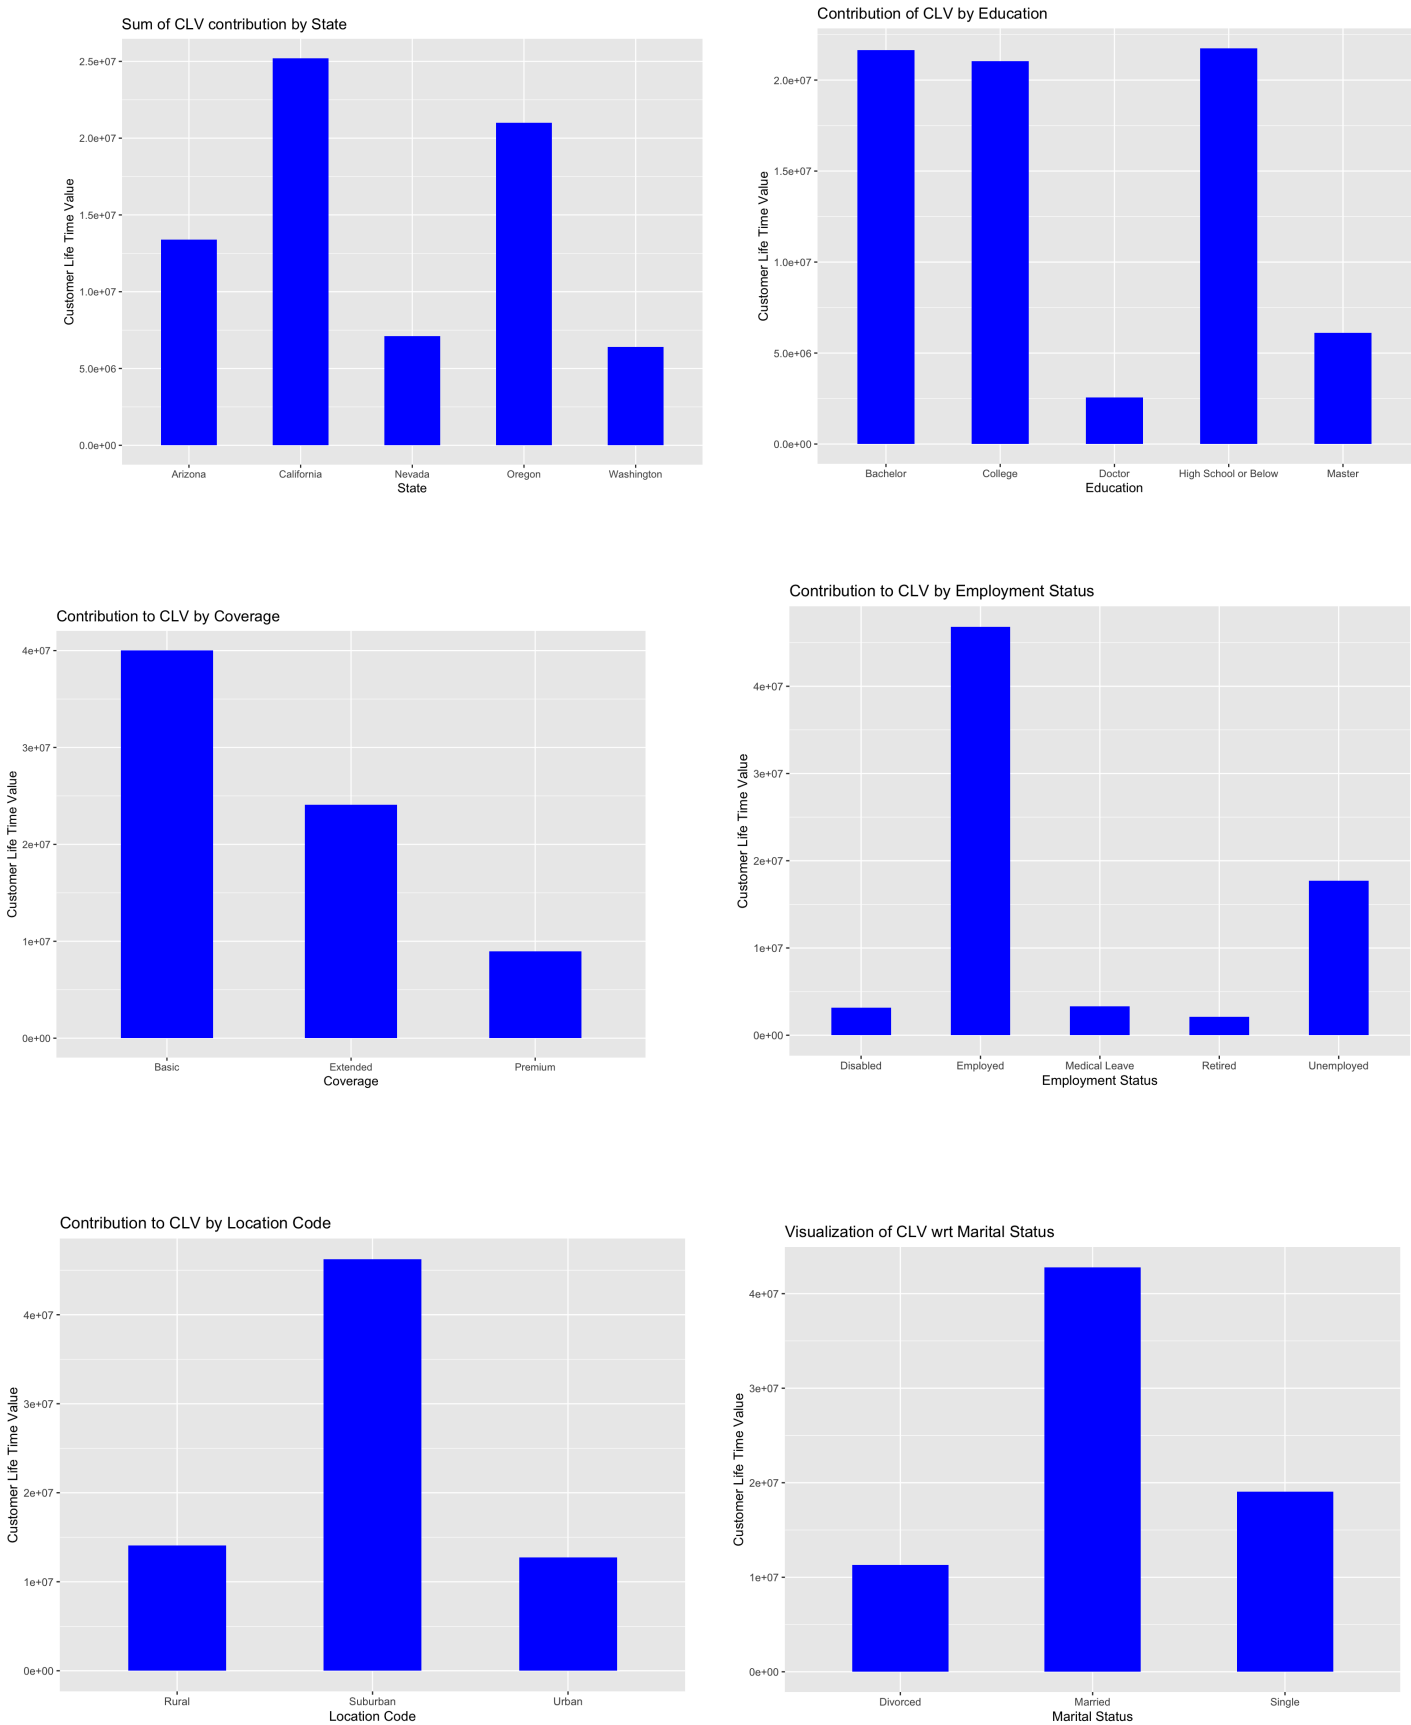 Sum of CLV contribution by State
Customer Life Time Value
2.5e+07
2.0e+07
1.5e+07
1.0e+07
5.0e+06
0.0e+00
Arizona California Nevada Oregon Washington
State
Contribution of CLV by Education
Customer Life Time Value
2.0e+07
1.5e+07
1.0e+07
5.0e+06
0.0e+00
Bachelor College Doctor High School or Below Master
Education
Contribution to CLV by Coverage
Customer Life Time Value
4e+07
3e+07
2e+07
1e+07
0e+00
Basic Extended Premium
Coverage
Contribution to CLV by Employment Status
Customer Life Time Value
4e+07
3e+07
2e+07
1e+07
0e+00
Disabled Employed Medical Leave Retired Unemployed
Employment Status
Contribution to CLV by Location Code
Customer Life Time Value
4e+07
3e+07
2e+07
1e+07
0e+00
Rural Suburban Urban
Location Code
Visualization of CLV wrt Marital Status
Customer Life Time Value
4e+07
3e+07
2e+07
1e+07
0e+00
Divorced Married Single
Marital Status